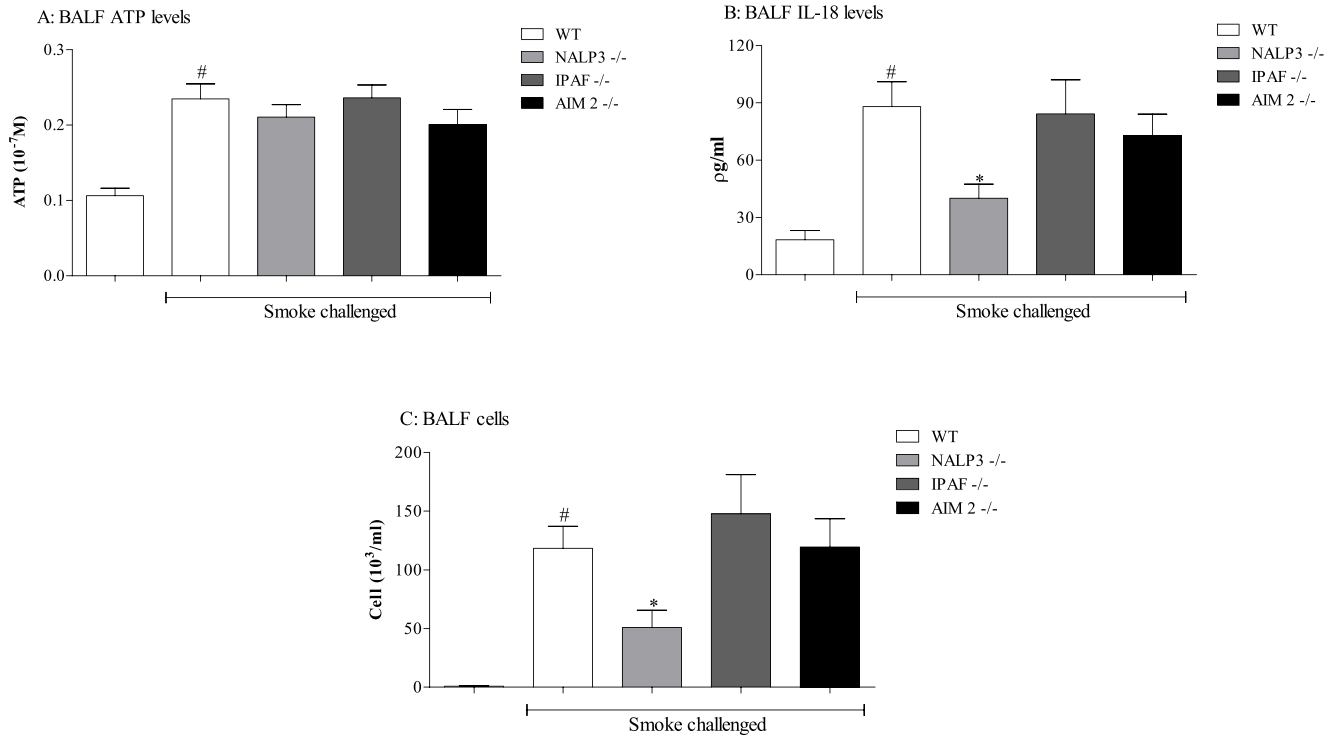 A: BALF ATP levels
ATP (10⁻⁷M)
0.3
0.2
0.1
0.0
#
Smoke challenged
WT
NALP3 -/-
IPAF -/-
AIM 2 -/-
B: BALF IL-18 levels
ρg/ml
120
90
60
30
0
#
*
Smoke challenged
WT
NALP3 -/-
IPAF -/-
AIM 2 -/-
C: BALF cells
Cell (10³/ml)
200
150
100
50
0
#
*
Smoke challenged
WT
NALP3 -/-
IPAF -/-
AIM 2 -/-